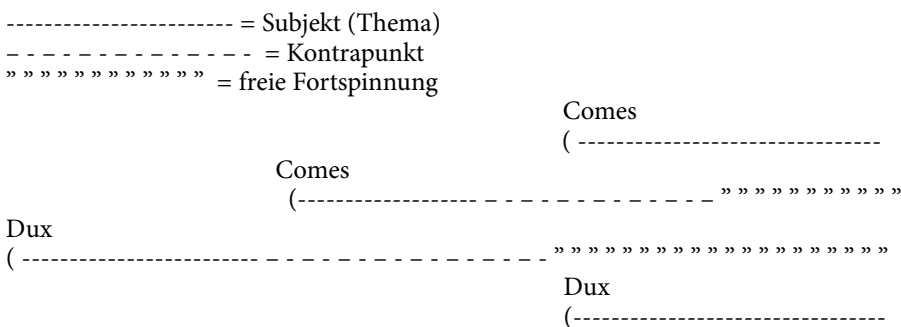 ------------------------ = Subjekt (Thema)
– - – - – - – - – - – - – - = Kontrapunkt
” ” ” ” ” ” ” ” ” ” ” ” = freie Fortspinnung
Comes
( --------------------------------
Comes
(------------------- – - – - – - – - – - – - – ” ” ” ” ” ” ” ” ” ” ”
Dux
( ------------------------- – - – - – - – - – - – - – - – - ” ” ” ” ” ” ” ” ” ” ” ” ” ” ” ” ” ” ” ”
Dux
(---------------------------------